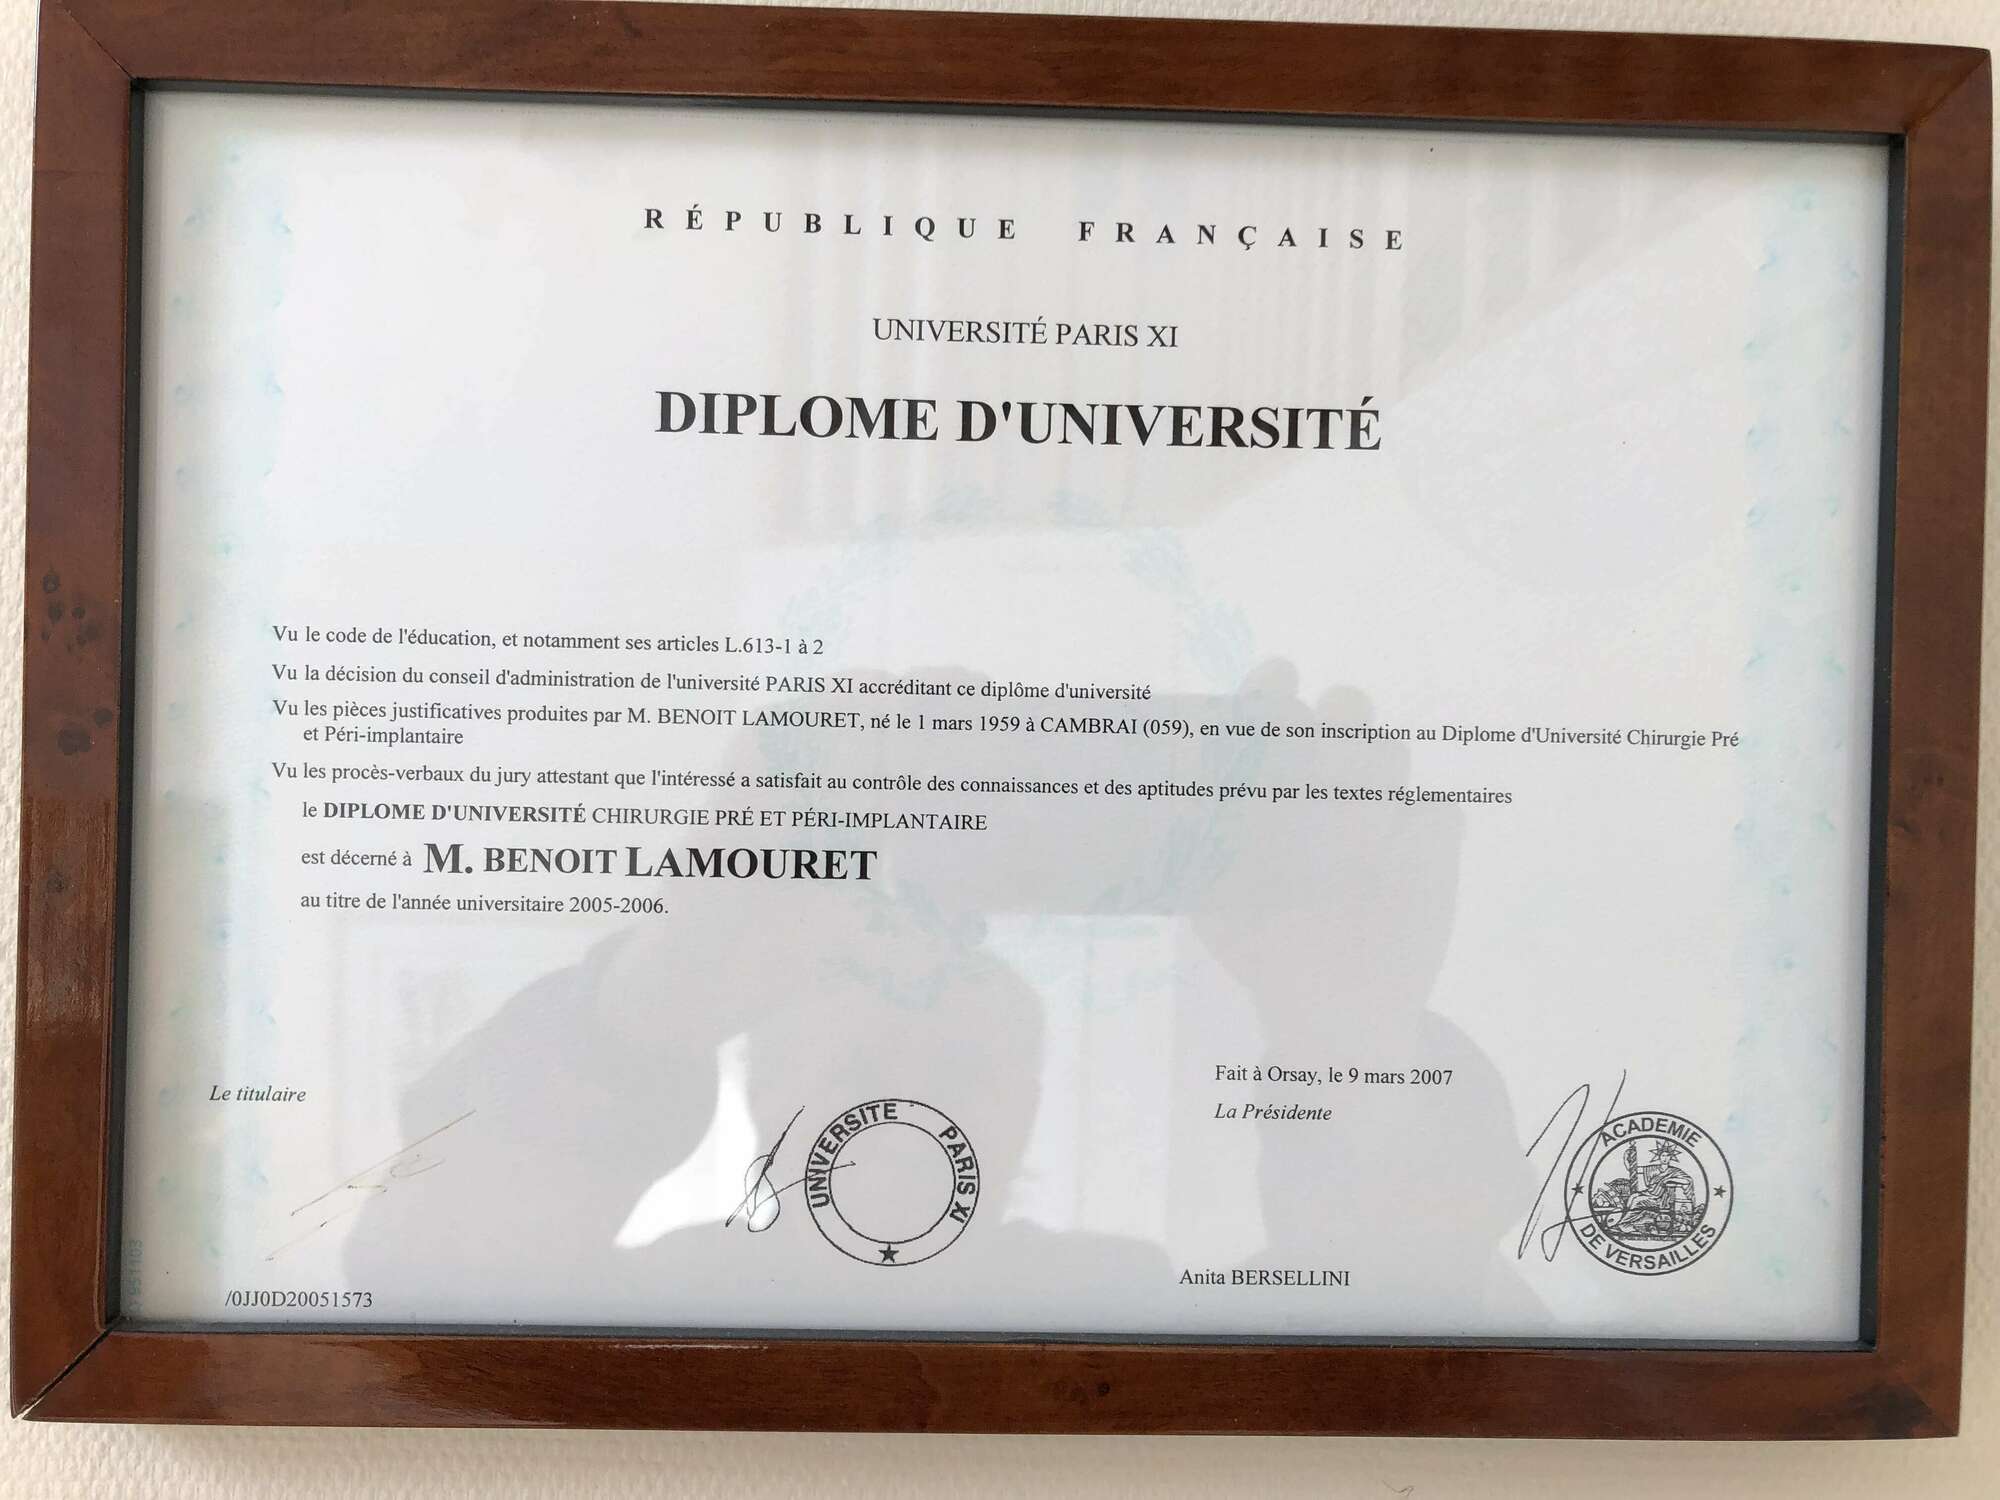 RÉPUBLIQUE FRANÇAISE
UNIVERSITÉ PARIS XI
DIPLOME D'UNIVERSITÉ
Vu le code de l'éducation, et notamment ses articles L.613-1 à 2
Vu la décision du conseil d'administration de l'université PARIS XI accréditant ce diplôme d'université
Vu les pièces justificatives produites par M. BENOIT LAMOURET, né le 1 mars 1959 à CAMBRAI (059), en vue de son inscription au Diplome d'Université Chirurgie Pré
et Péri-implantaire
Vu les procès-verbaux du jury attestant que l'intéressé a satisfait au contrôle des connaissances et des aptitudes prévu par les textes réglementaires
le DIPLOME D'UNIVERSITÉ CHIRURGIE PRÉ ET PÉRI-IMPLANTAIRE
est décerné à M. BENOIT LAMOURET
au titre de l'année universitaire 2005-2006.
Fait à Orsay, le 9 mars 2007
Le titulaire
La Présidente
UNIVERSITE PARIS XI
ACADEMIE DE VERSAILLES
Anita BERSELLINI
/0JJ0D20051573